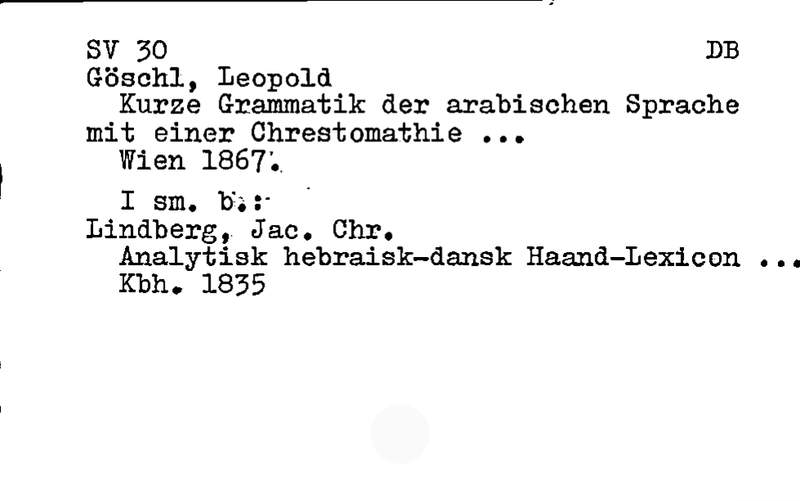 SV 30 DB
Göschl, Leopold
Kurze Grammatik der arabischen Sprache
mit einer Chrestomathie ...
Wien 1867.
I sm. b.:
Lindberg, Jac. Chr.
Analytisk hebraisk-dansk Haand-Lexicon ...
Kbh. 1835